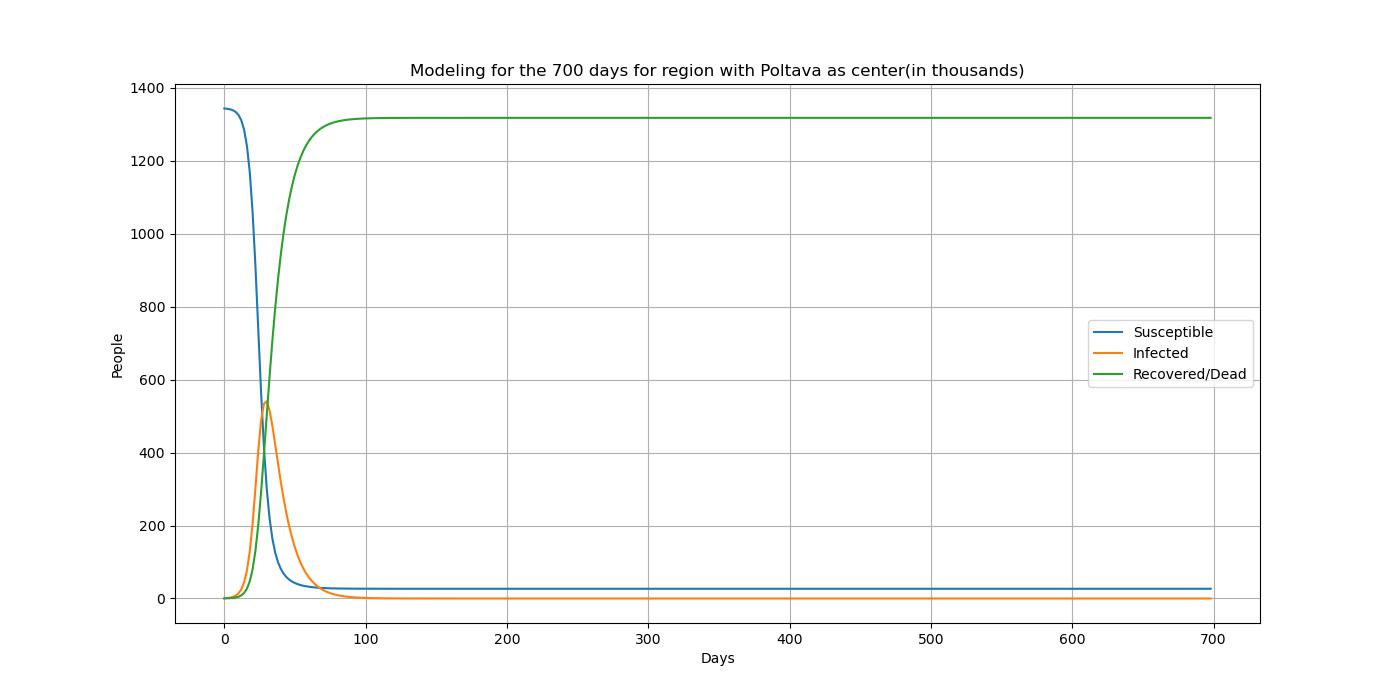 Modeling for the 700 days for region with Poltava as center(in thousands)
1400
1200
1000
800
600
400
200
0
People
Susceptible
Infected
Recovered/Dead
0 100 200 300 400 500 600 700
Days